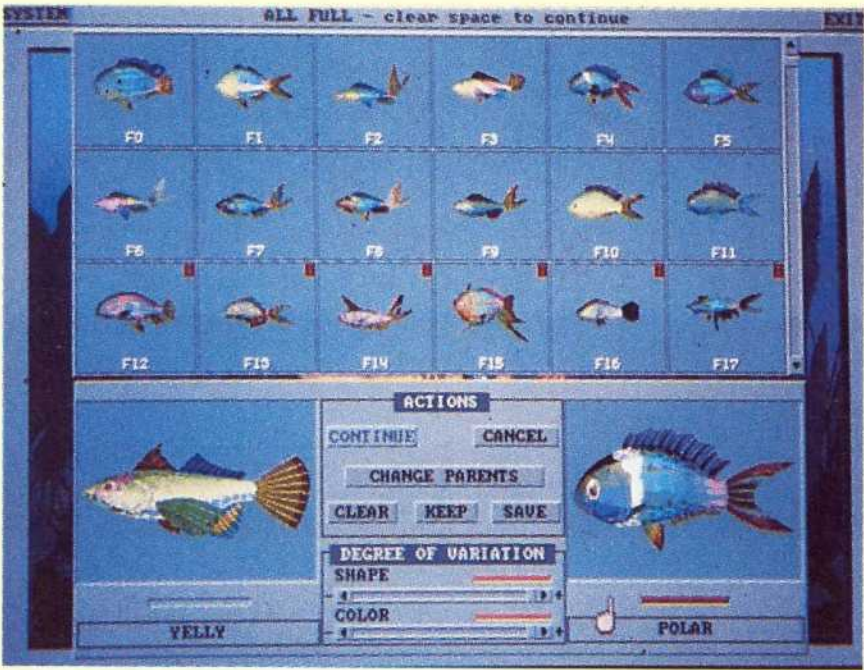 SYSTEM ALL FULL - clear space to continue EXIT
F0 F1 F2 F3 F4 F5
F6 F7 F8 F9 F10 F11
F12 F13 F14 F15 F16 F17
ACTIONS
CONTINUE CANCEL
CHANGE PARENTS
CLEAR KEEP SAVE
DEGREE OF VARIATION
SHAPE
- +
COLOR
- +
YELLY POLAR